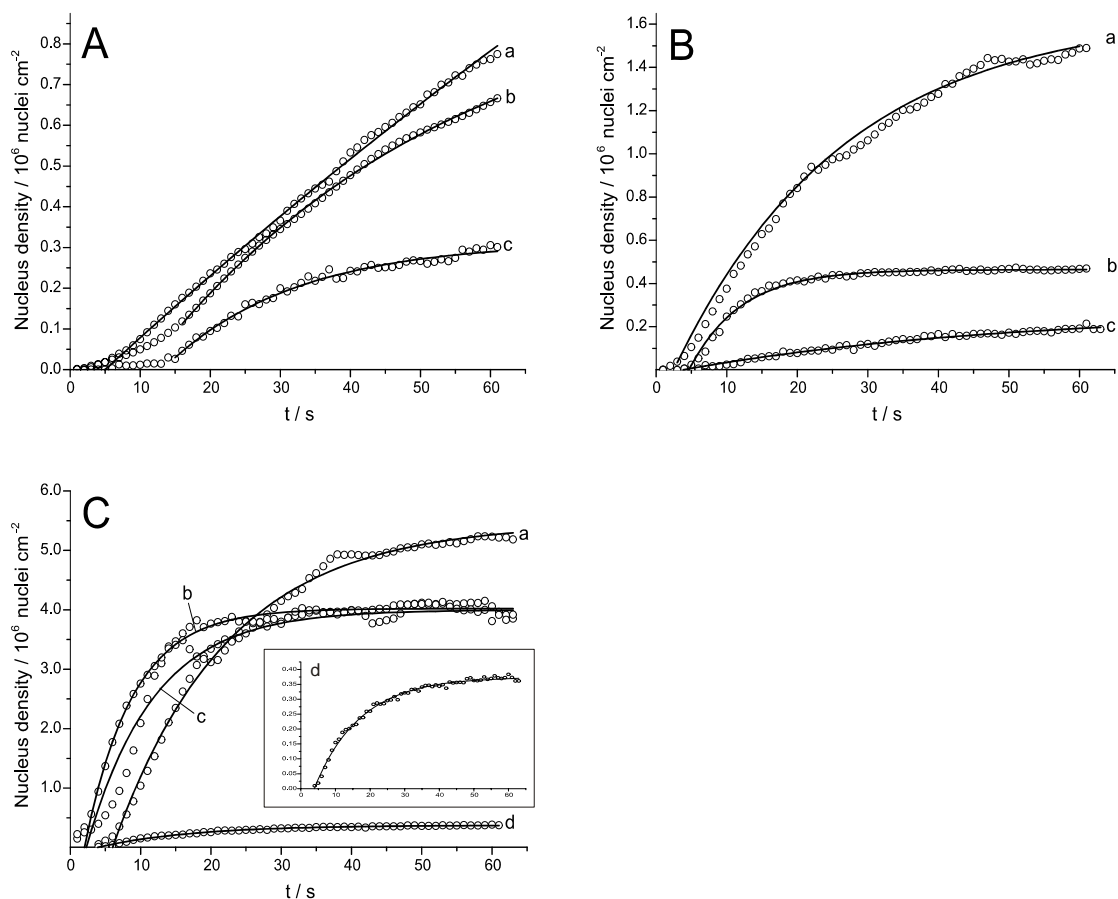 A
Nucleus density / 10⁶ nuclei cm⁻²
0.8
0.7
0.6
0.5
0.4
0.3
0.2
0.1
0.0
a
b
c
0 10 20 30 40 50 60
t / s
B
Nucleus density / 10⁶ nuclei cm⁻²
1.6
1.4
1.2
1.0
0.8
0.6
0.4
0.2
a
b
c
0 10 20 30 40 50 60
t / s
C
Nucleus density / 10⁶ nuclei cm⁻²
6.0
5.0
4.0
3.0
2.0
1.0
a
b
c
d
d
0.40
0.35
0.30
0.25
0.20
0.15
0.10
0.05
0.00
0 10 20 30 40 50 60
0 10 20 30 40 50 60
t / s